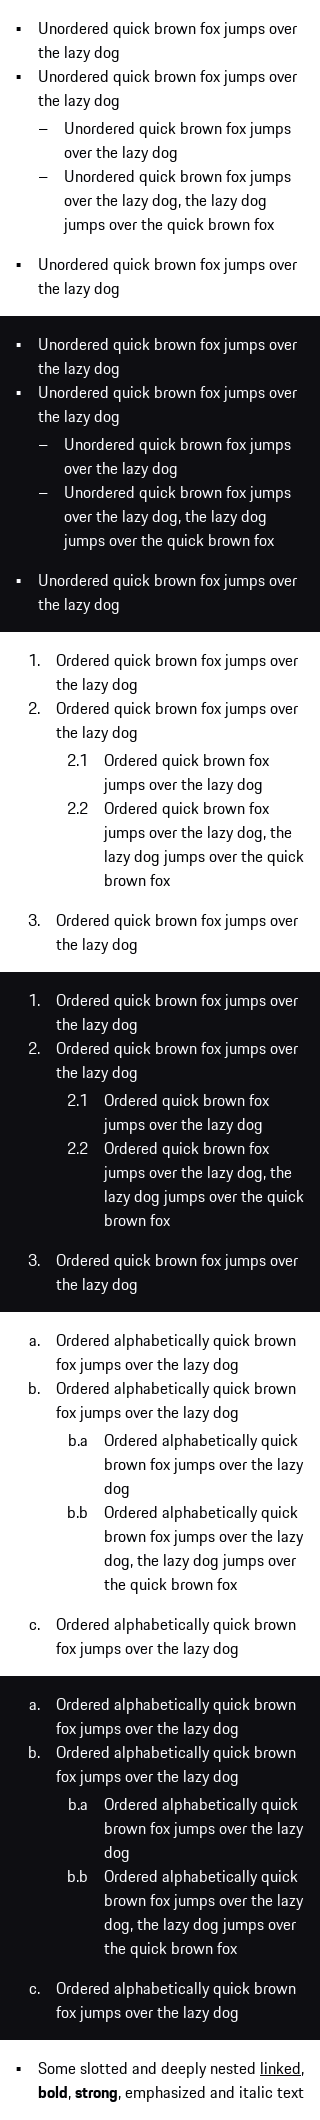 ▪ Unordered quick brown fox jumps over
the lazy dog
▪ Unordered quick brown fox jumps over
the lazy dog
– Unordered quick brown fox jumps
over the lazy dog
– Unordered quick brown fox jumps
over the lazy dog, the lazy dog
jumps over the quick brown fox
▪ Unordered quick brown fox jumps over
the lazy dog
▪ Unordered quick brown fox jumps over
the lazy dog
▪ Unordered quick brown fox jumps over
the lazy dog
– Unordered quick brown fox jumps
over the lazy dog
– Unordered quick brown fox jumps
over the lazy dog, the lazy dog
jumps over the quick brown fox
▪ Unordered quick brown fox jumps over
the lazy dog
1. Ordered quick brown fox jumps over
the lazy dog
2. Ordered quick brown fox jumps over
the lazy dog
2.1 Ordered quick brown fox
jumps over the lazy dog
2.2 Ordered quick brown fox
jumps over the lazy dog, the
lazy dog jumps over the quick
brown fox
3. Ordered quick brown fox jumps over
the lazy dog
1. Ordered quick brown fox jumps over
the lazy dog
2. Ordered quick brown fox jumps over
the lazy dog
2.1 Ordered quick brown fox
jumps over the lazy dog
2.2 Ordered quick brown fox
jumps over the lazy dog, the
lazy dog jumps over the quick
brown fox
3. Ordered quick brown fox jumps over
the lazy dog
a. Ordered alphabetically quick brown
fox jumps over the lazy dog
b. Ordered alphabetically quick brown
fox jumps over the lazy dog
b.a Ordered alphabetically quick
brown fox jumps over the lazy
dog
b.b Ordered alphabetically quick
brown fox jumps over the lazy
dog, the lazy dog jumps over
the quick brown fox
c. Ordered alphabetically quick brown
fox jumps over the lazy dog
a. Ordered alphabetically quick brown
fox jumps over the lazy dog
b. Ordered alphabetically quick brown
fox jumps over the lazy dog
b.a Ordered alphabetically quick
brown fox jumps over the lazy
dog
b.b Ordered alphabetically quick
brown fox jumps over the lazy
dog, the lazy dog jumps over
the quick brown fox
c. Ordered alphabetically quick brown
fox jumps over the lazy dog
▪ Some slotted and deeply nested linked,
bold, strong, emphasized and italic text